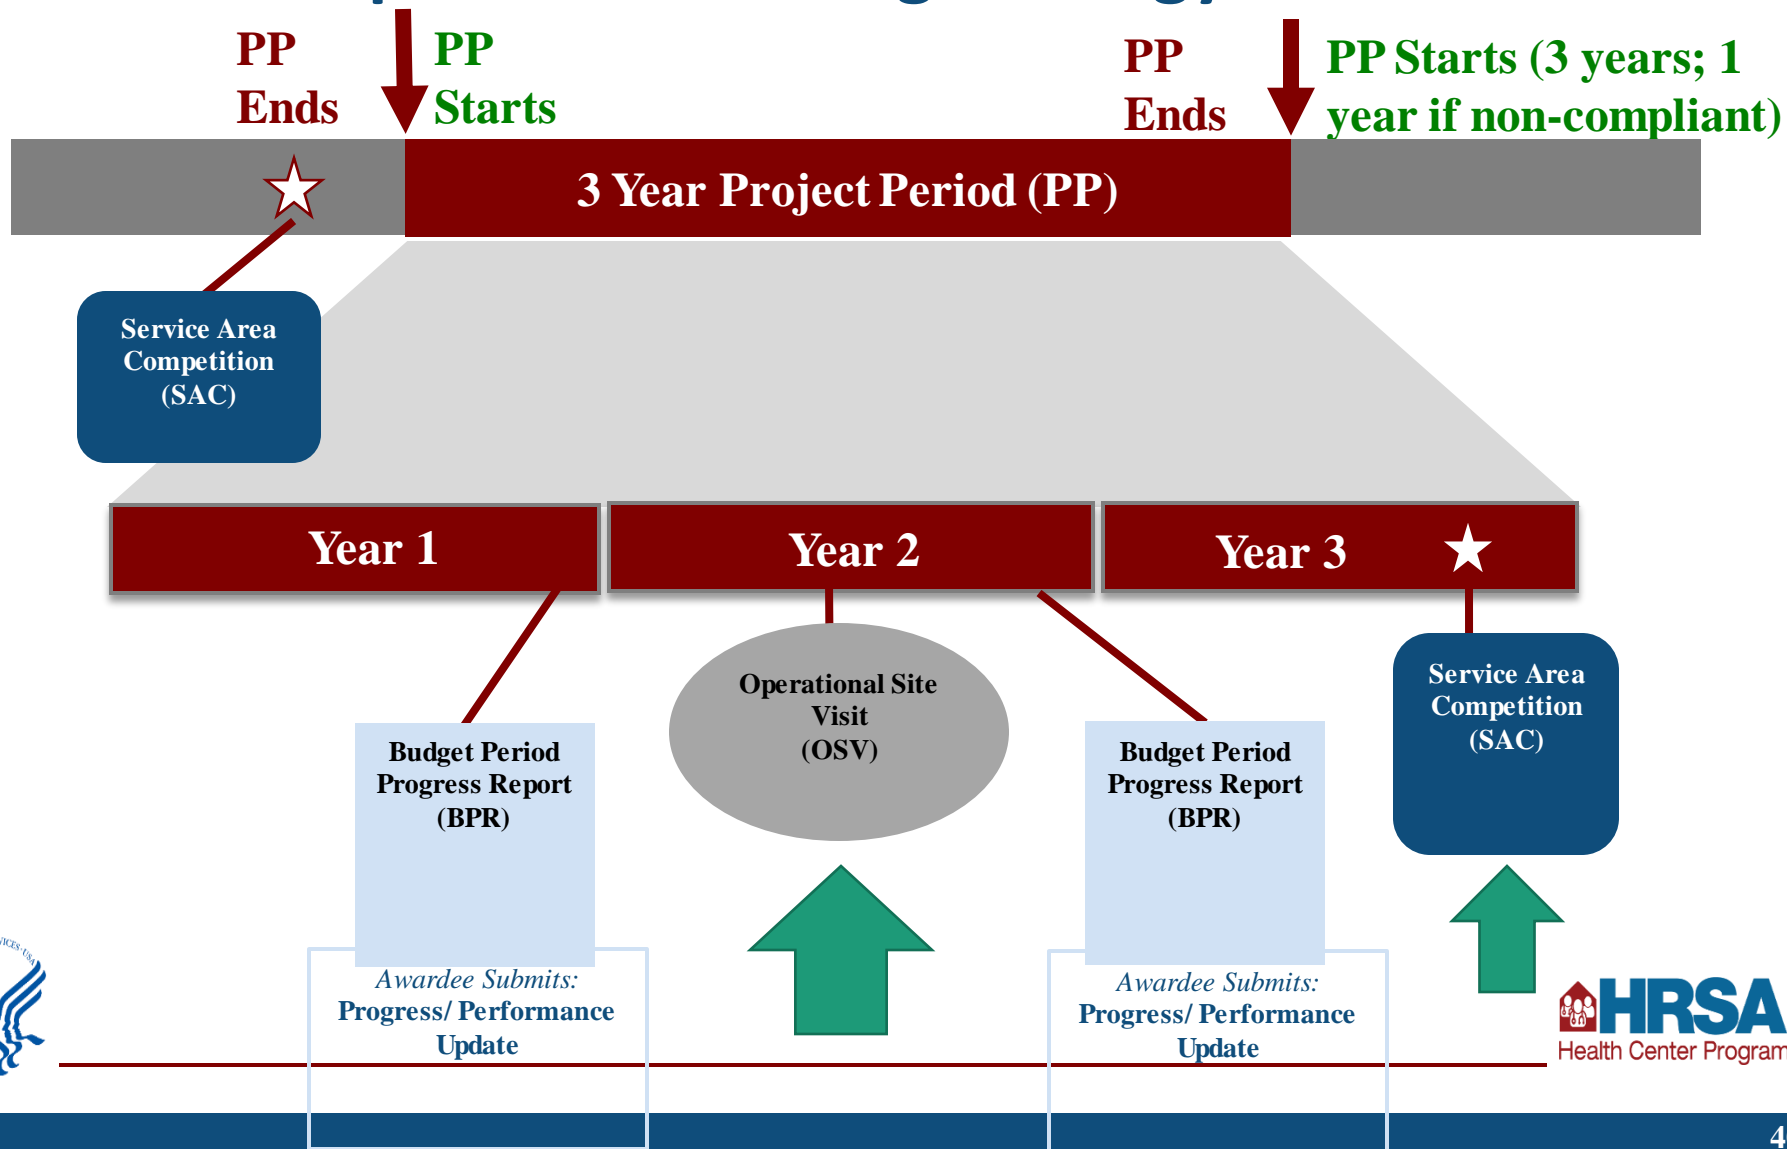 PP
Ends
PP
Starts
PP
Ends
PP Starts (3 years; 1
year if non-compliant)
3 Year Project Period (PP)
Service Area
Competition
(SAC)
Year 1
Year 2
Year 3
Budget Period
Progress Report
(BPR)
Operational Site
Visit
(OSV)
Budget Period
Progress Report
(BPR)
Service Area
Competition
(SAC)
Awardee Submits:
Progress/ Performance
Update
Awardee Submits:
Progress/ Performance
Update
HRSA
Health Center Program
4